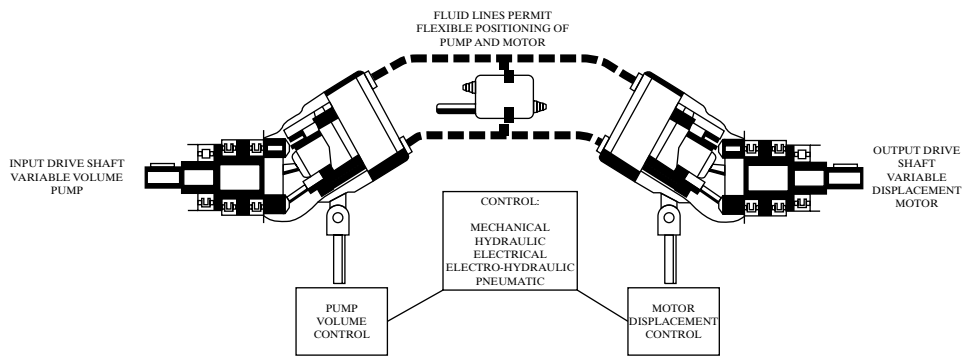 FLUID LINES PERMIT
FLEXIBLE POSITIONING OF
PUMP AND MOTOR
INPUT DRIVE SHAFT
VARIABLE VOLUME
PUMP
OUTPUT DRIVE
SHAFT
VARIABLE
DISPLACEMENT
MOTOR
CONTROL:
MECHANICAL
HYDRAULIC
ELECTRICAL
ELECTRO-HYDRAULIC
PNEUMATIC
PUMP
VOLUME
CONTROL
MOTOR
DISPLACEMENT
CONTROL